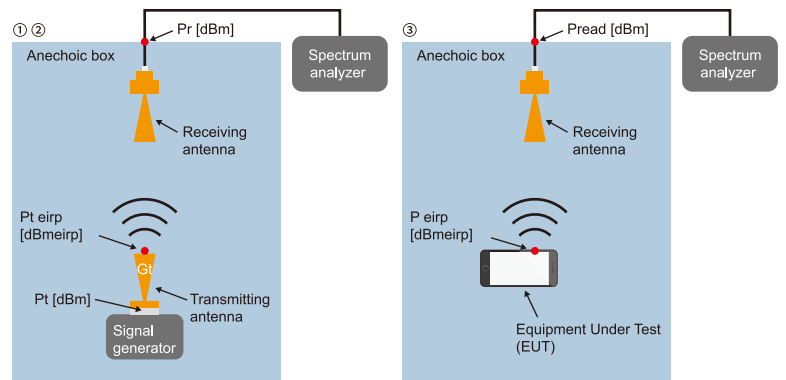 ① ②
Pr [dBm]
Anechoic box
Spectrum
analyzer
Receiving
antenna
Pt eirp
[dBmeirp]
Gt
Pt [dBm]
Transmitting
antenna
Signal
generator
③
Pread [dBm]
Anechoic box
Spectrum
analyzer
Receiving
antenna
P eirp
[dBmeirp]
Equipment Under Test
(EUT)